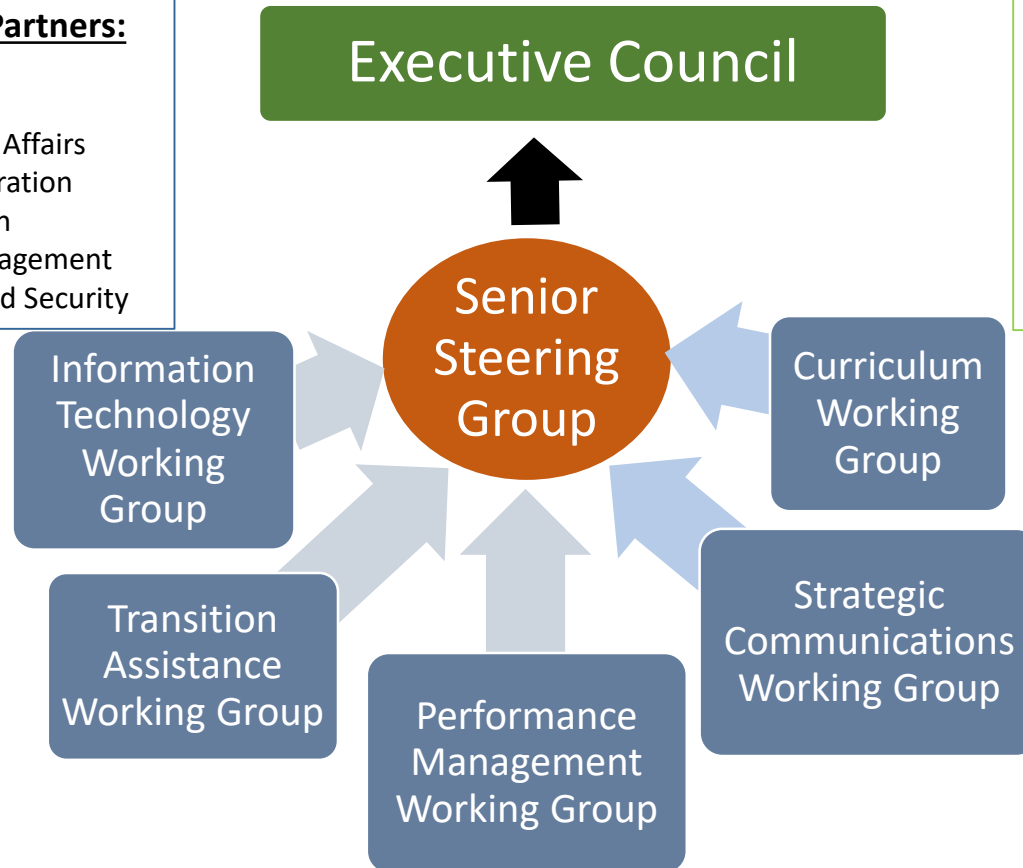 Partners:
Affairs
ration
n
agement
d Security
Executive Council
Senior
Steering
Group
Information
Technology
Working
Group
Curriculum
Working
Group
Transition
Assistance
Working Group
Strategic
Communications
Working Group
Performance
Management
Working Group